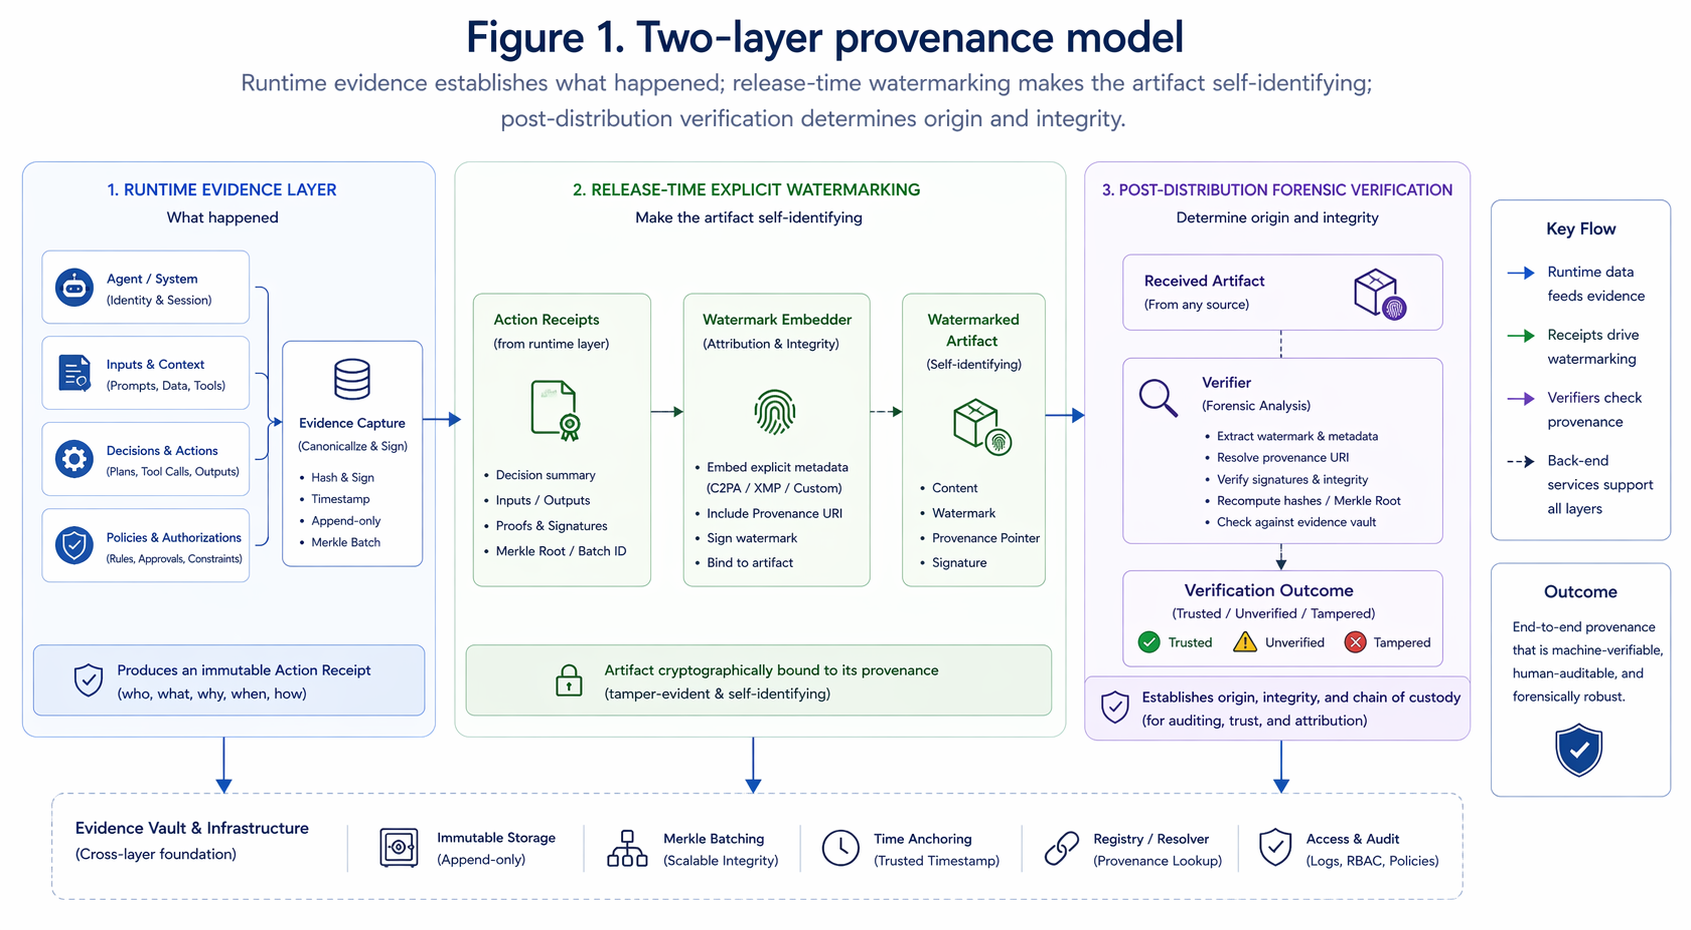 Figure 1. Two-layer provenance model
Runtime evidence establishes what happened; release-time watermarking makes the artifact self-identifying;
post-distribution verification determines origin and integrity.
1. RUNTIME EVIDENCE LAYER
What happened
Agent / System
(Identity & Session)
Inputs & Context
(Prompts, Data, Tools)
Decisions & Actions
(Plans, Tool Calls, Outputs)
Policies & Authorizations
(Rules, Approvals, Constraints)
Evidence Capture
(Canonicallze & Sign)
• Hash & Sign
• Timestamp
• Append-only
• Merkle Batch
Produces an immutable Action Receipt
(who, what, why, when, how)
2. RELEASE-TIME EXPLICIT WATERMARKING
Make the artifact self-identifying
Action Receipts
(from runtime layer)
• Decision summary
• Inputs / Outputs
• Proofs & Signatures
• Merkle Root / Batch ID
Watermark Embedder
(Attribution & Integrity)
• Embed explicit metadata
(C2PA / XMP / Custom)
• Include Provenance URI
• Sign watermark
• Bind to artifact
Watermarked
Artifact
(Self-identifying)
• Content
• Watermark
• Provenance Pointer
• Signature
Artifact cryptographically bound to its provenance
(tamper-evident & self-identifying)
3. POST-DISTRIBUTION FORENSIC VERIFICATION
Determine origin and integrity
Received Artifact
(From any source)
Verifier
(Forensic Analysis)
• Extract watermark & metadata
• Resolve provenance URI
• Verify signatures & integrity
• Recompute hashes / Merkle Root
• Check against evidence vault
Verification Outcome
(Trusted / Unverified / Tampered)
Trusted
Unverified
Tampered
Establishes origin, integrity, and chain of custody
(for auditing, trust, and attribution)
Key Flow
Runtime data
feeds evidence
Receipts drive
watermarking
Verifiers check
provenance
Back-end
services support
all layers
Outcome
End-to-end provenance
that is machine-verifiable,
human-auditable, and
forensically robust.
Evidence Vault & Infrastructure
(Cross-layer foundation)
Immutable Storage
(Append-only)
Merkle Batching
(Scalable Integrity)
Time Anchoring
(Trusted Timestamp)
Registry / Resolver
(Provenance Lookup)
Access & Audit
(Logs, RBAC, Policies)